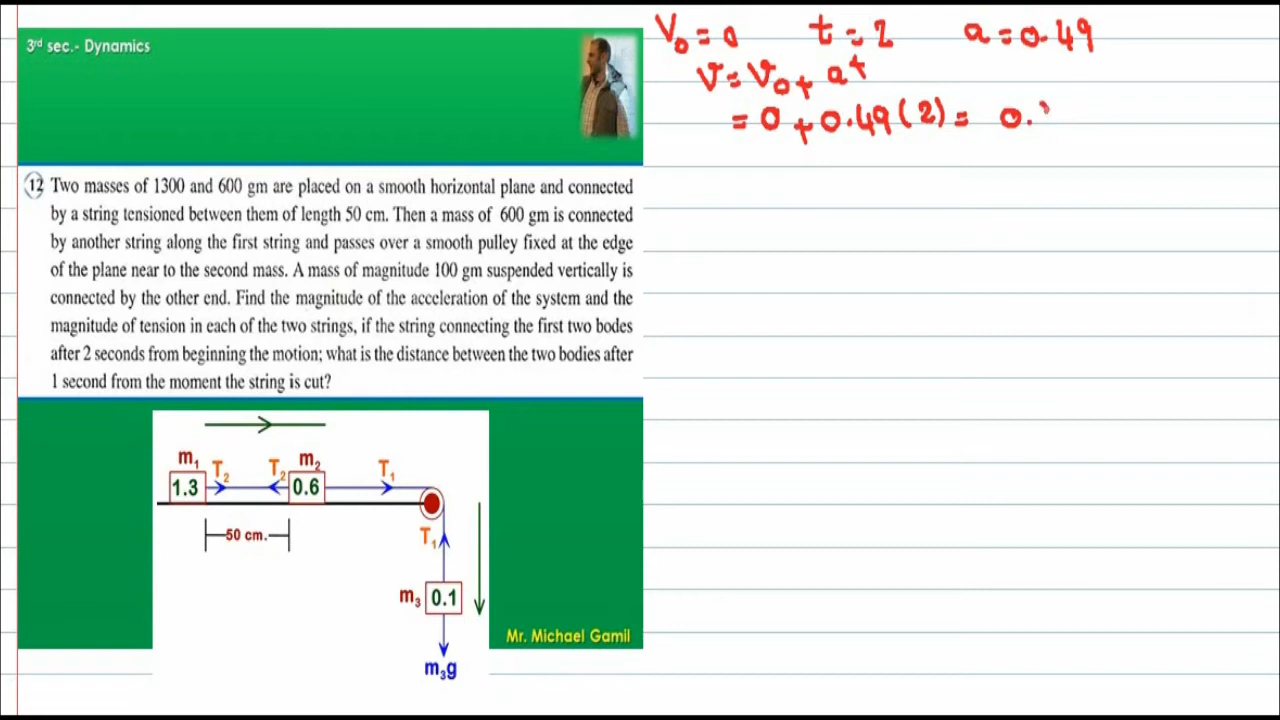 3rd sec.- Dynamics
V₀ = 0 t = 2 a = 0.49
V = V₀ + at
= 0 + 0.49 (2) = 0.
12 Two masses of 1300 and 600 gm are placed on a smooth horizontal plane and connected
by a string tensioned between them of length 50 cm. Then a mass of 600 gm is connected
by another string along the first string and passes over a smooth pulley fixed at the edge
of the plane near to the second mass. A mass of magnitude 100 gm suspended vertically is
connected by the other end. Find the magnitude of the acceleration of the system and the
magnitude of tension in each of the two strings, if the string connecting the first two bodes
after 2 seconds from beginning the motion; what is the distance between the two bodies after
1 second from the moment the string is cut?
m₁ T₂ T₂ m₂ T₁
1.3 0.6
50 cm.
T₁
m₃ 0.1
m₃g
Mr. Michael Gamil